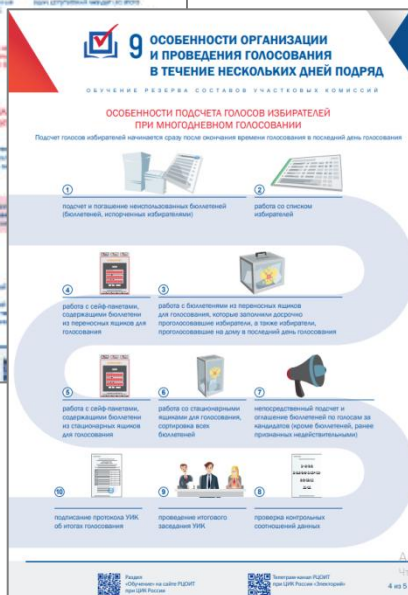 9 ОСОБЕННОСТИ ОРГАНИЗАЦИИ
И ПРОВЕДЕНИЯ ГОЛОСОВАНИЯ
В ТЕЧЕНИЕ НЕСКОЛЬКИХ ДНЕЙ ПОДРЯД
ОБУЧЕНИЕ РЕЗЕРВА СОСТАВОВ УЧАСТКОВЫХ КОМИССИЙ
ОСОБЕННОСТИ ПОДСЧЕТА ГОЛОСОВ ИЗБИРАТЕЛЕЙ
ПРИ МНОГОДНЕВНОМ ГОЛОСОВАНИИ
Подсчет голосов избирателей начинается сразу после окончания времени голосования в последний день голосования
1
подсчет и погашение неиспользованных бюллетеней
(бюллетеней, испорченных избирателями)
2
работа со списком
избирателей
4
работа с сейф-пакетами,
содержащими бюллетени
из переносных ящиков для
голосования
3
работа с бюллетенями из переносных ящиков
для голосования, которые заполнили досрочно
проголосовавшие избиратели, а также избиратели,
проголосовавшие на дому в последний день голосования
5
работа с сейф-пакетами,
содержащими бюллетени
из стационарных ящиков
для голосования
6
работа со стационарными
ящиками для голосования,
сортировка всех
бюллетеней
7
непосредственный подсчет и
оглашение бюллетеней по голосам за
кандидатов (кроме бюллетеней, ранее
признанных недействительными)
10
подписание протокола УИК
об итогах голосования
9
проведение итогового
заседания УИК
8
проверка контрольных
соотношений данных
Раздел
«Обучение» на сайте РЦОИТ
при ЦИК России
Телеграм-канал РЦОИТ
при ЦИК России «Электорий»
4 из 5